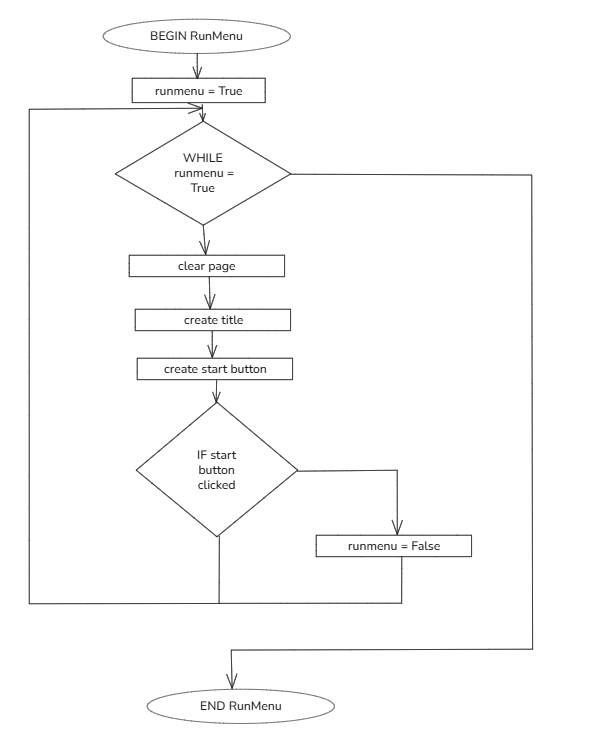 BEGIN RunMenu
runmenu = True
WHILE
runmenu =
True
clear page
create title
create start button
IF start
button
clicked
runmenu = False
END RunMenu